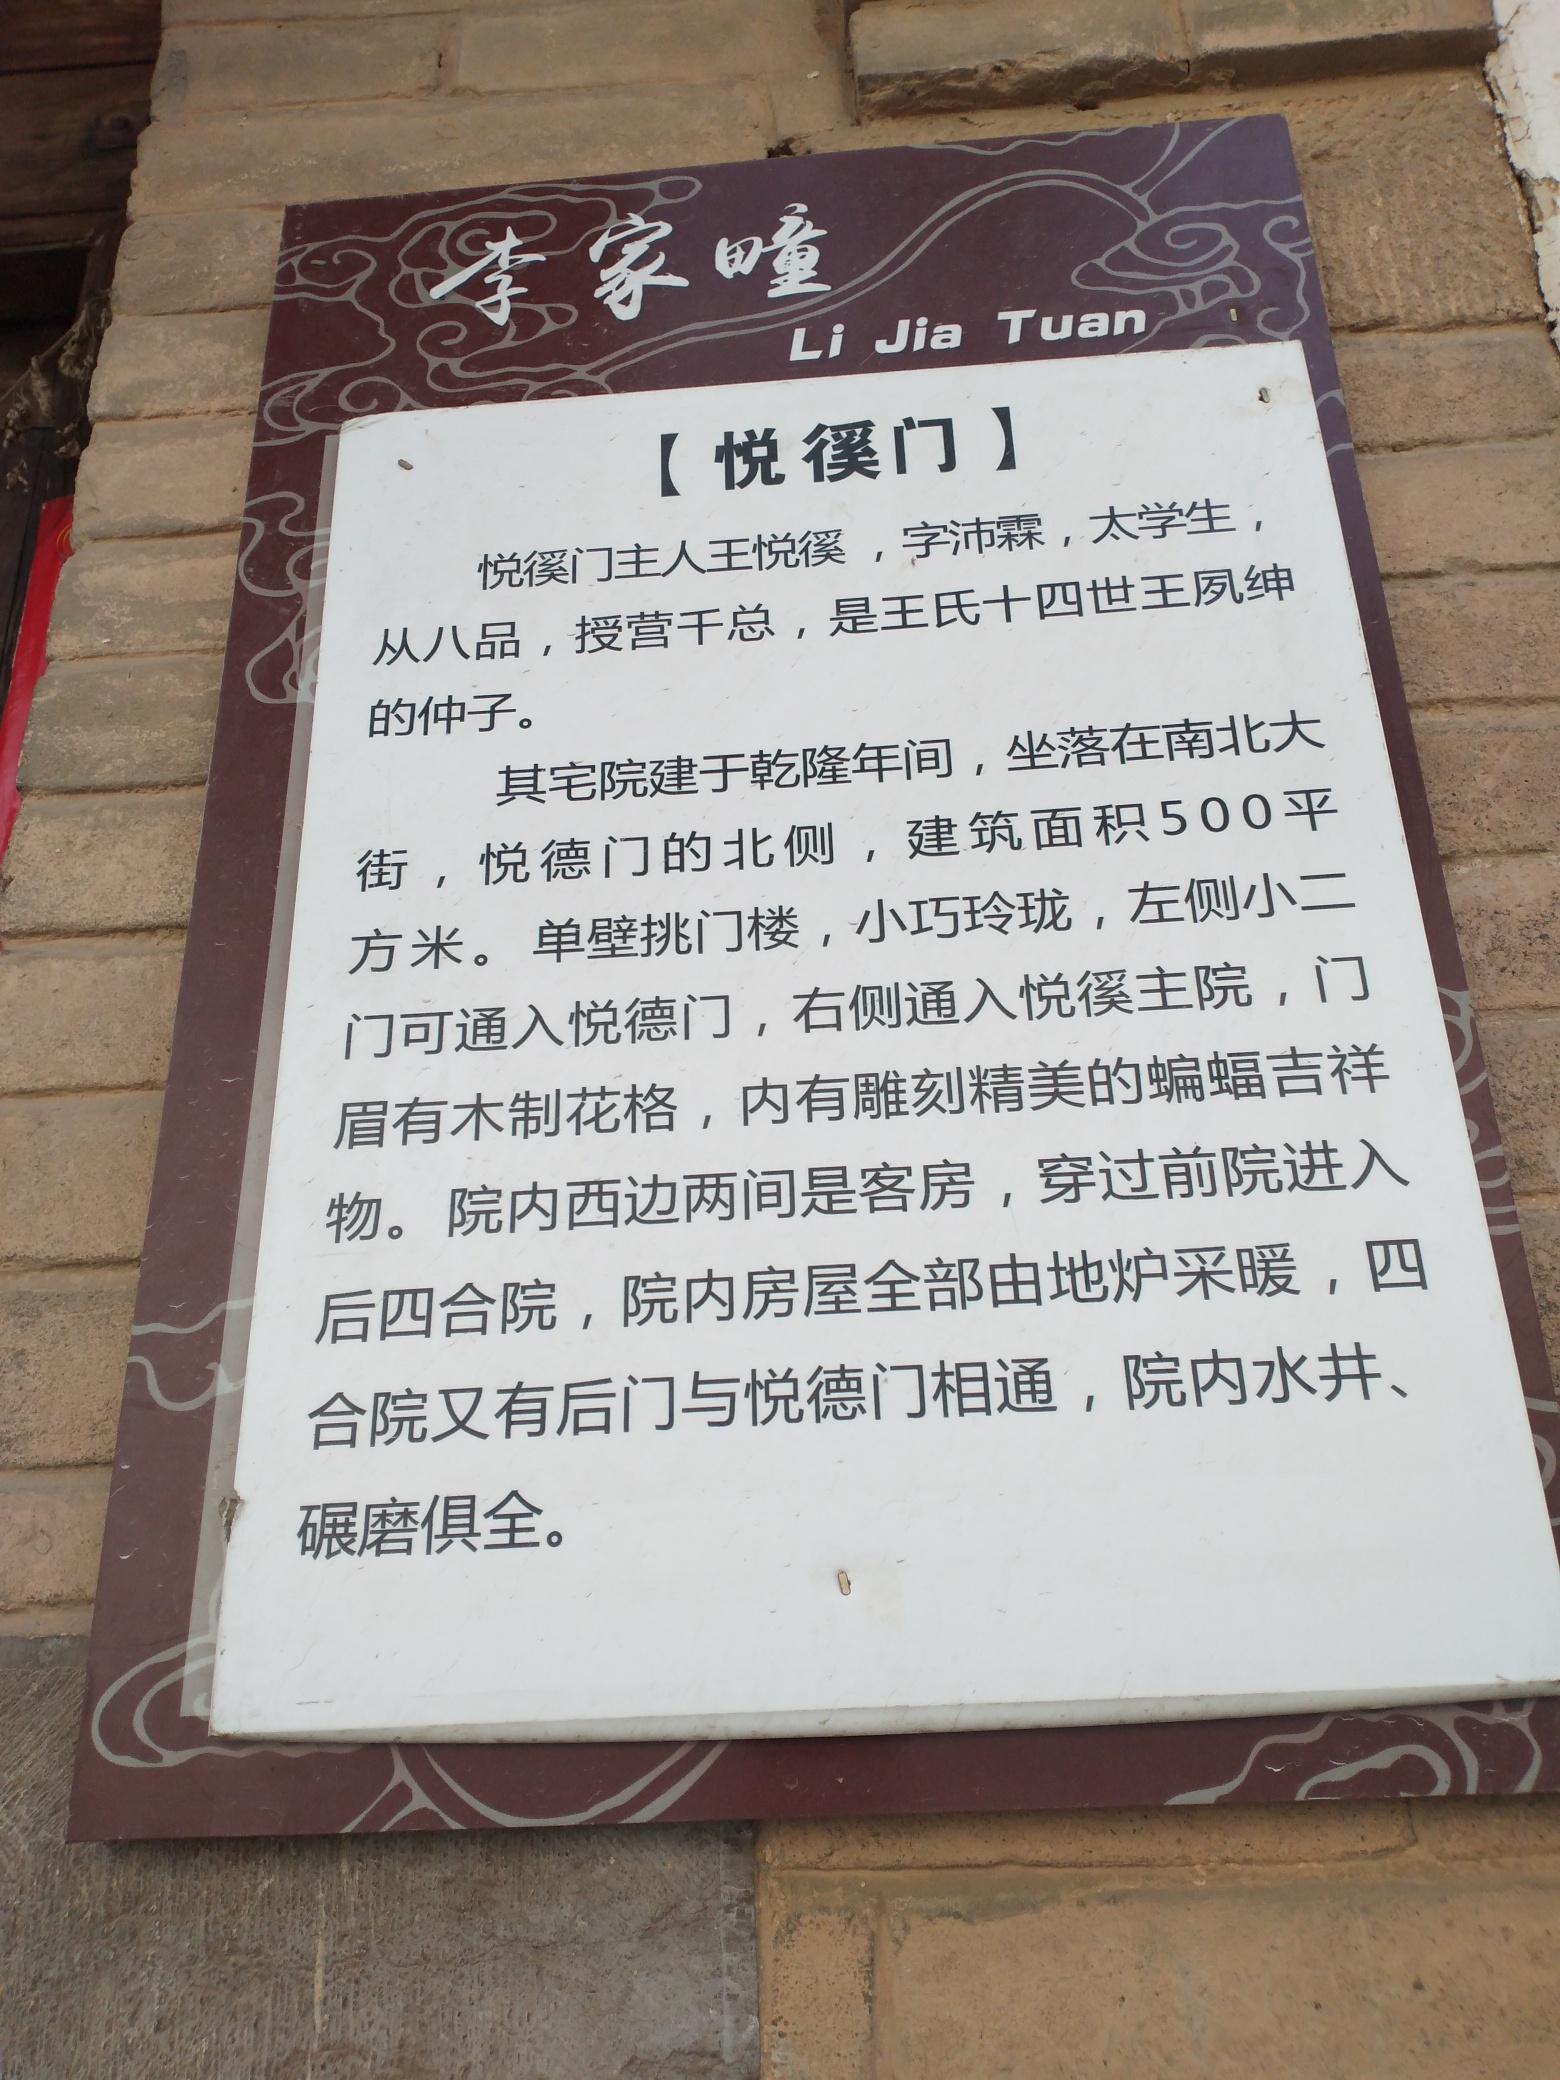 李家疃
Li Jia Tuan
【悦徯门】
悦徯门主人王悦徯，字沛霖，太学生，
从八品，授营千总，是王氏十四世王夙绅
的仲子。
其宅院建于乾隆年间，坐落在南北大
街，悦德门的北侧，建筑面积500平
方米。单壁挑门楼，小巧玲珑，左侧小二
门可通入悦德门，右侧通入悦徯主院，门
眉有木制花格，内有雕刻精美的蝙蝠吉祥
物。院内西边两间是客房，穿过前院进入
后四合院，院内房屋全部由地炉采暖，四
合院又有后门与悦德门相通，院内水井、
碾磨俱全。